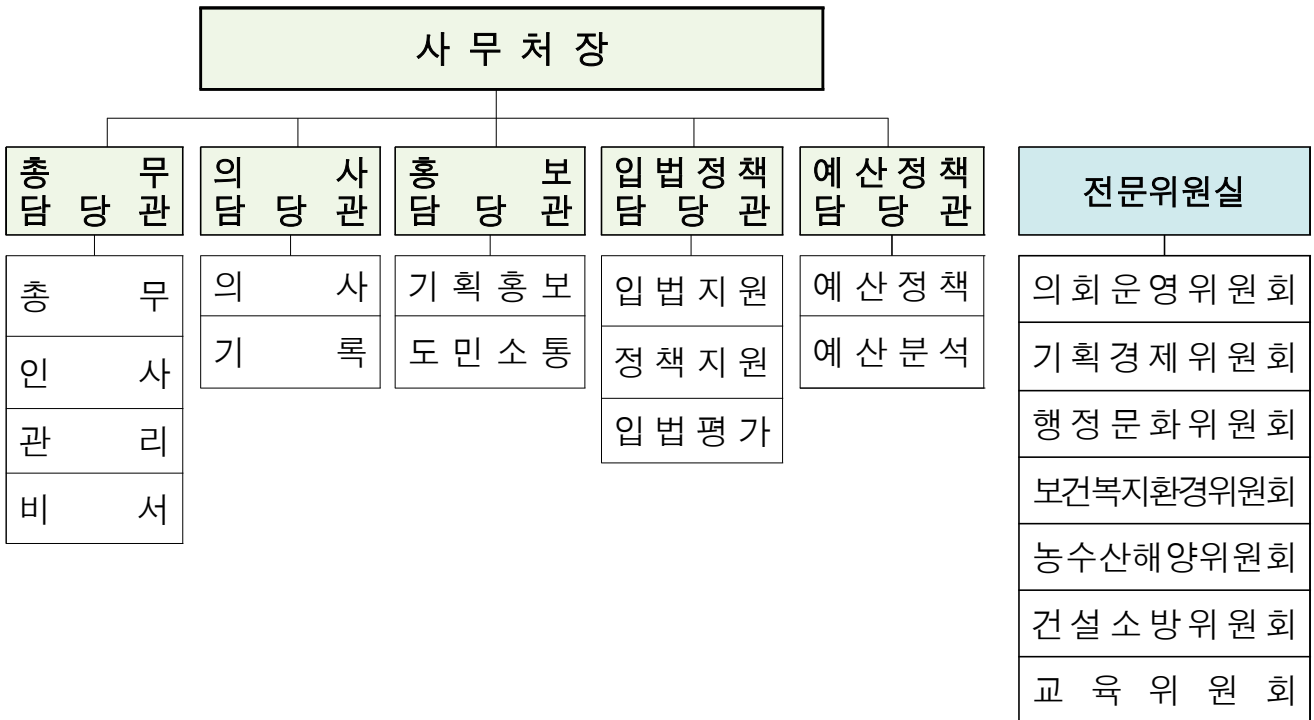 사무처장
총무
담당관
의사
담당관
홍보
담당관
입법정책
담당관
예산정책
담당관
전문위원실
총무
인사
관리
비서
의사
기록
기획홍보
도민소통
입법지원
정책지원
입법평가
예산정책
예산분석
의회운영위원회
기획경제위원회
행정문화위원회
보건복지환경위원회
농수산해양위원회
건설소방위원회
교육위원회